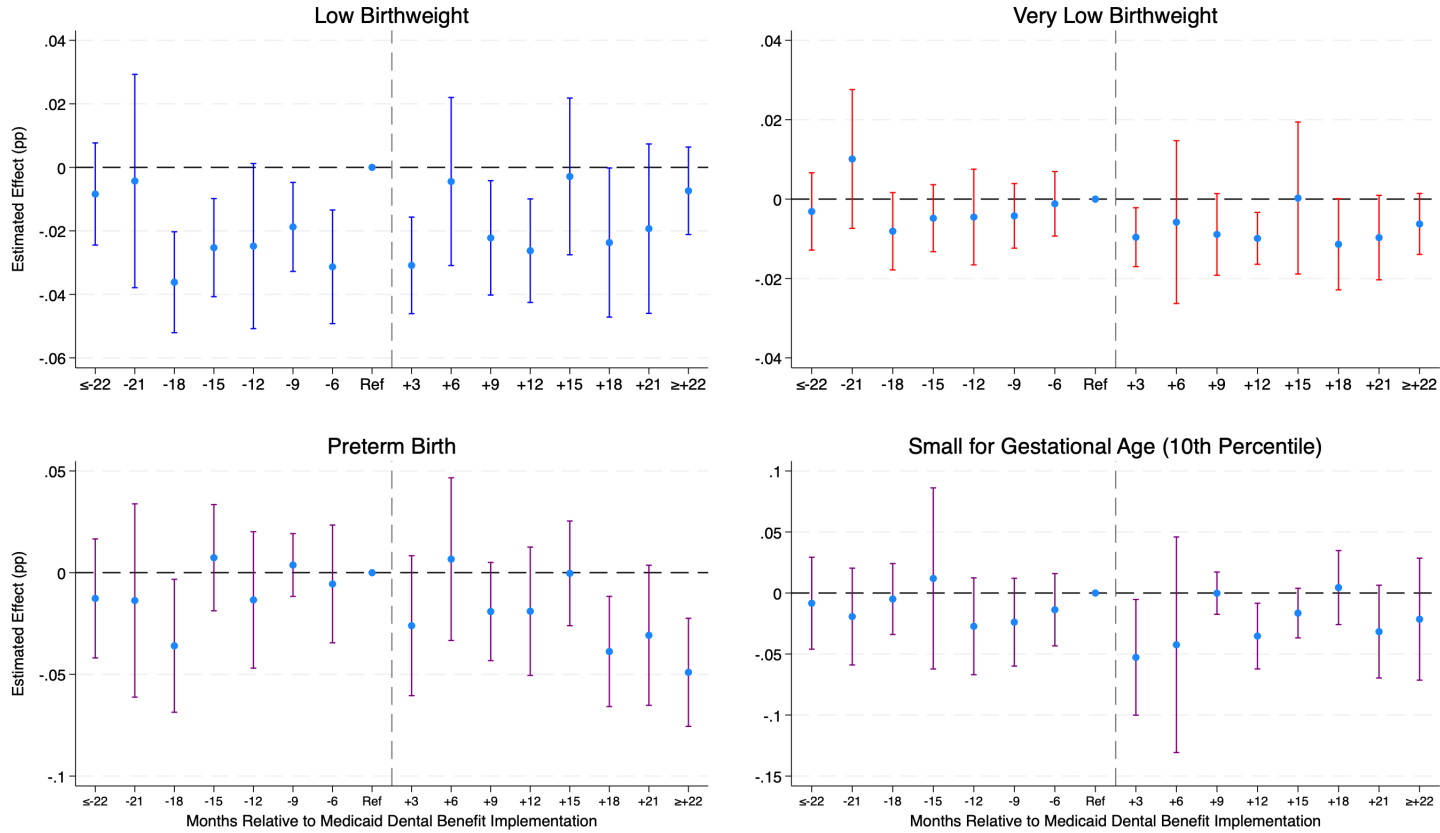 Low Birthweight
Estimated Effect (pp)
.04
.02
0
-.02
-.04
-.06
≤-22 -21 -18 -15 -12 -9 -6 Ref +3 +6 +9 +12 +15 +18 +21 ≥+22
Very Low Birthweight
.04
.02
0
-.02
-.04
≤-22 -21 -18 -15 -12 -9 -6 Ref +3 +6 +9 +12 +15 +18 +21 ≥+22
Preterm Birth
Estimated Effect (pp)
.05
0
-.05
-.1
≤-22 -21 -18 -15 -12 -9 -6 Ref +3 +6 +9 +12 +15 +18 +21 ≥+22
Months Relative to Medicaid Dental Benefit Implementation
Small for Gestational Age (10th Percentile)
.1
.05
0
-.05
-.1
-.15
≤-22 -21 -18 -15 -12 -9 -6 Ref +3 +6 +9 +12 +15 +18 +21 ≥+22
Months Relative to Medicaid Dental Benefit Implementation